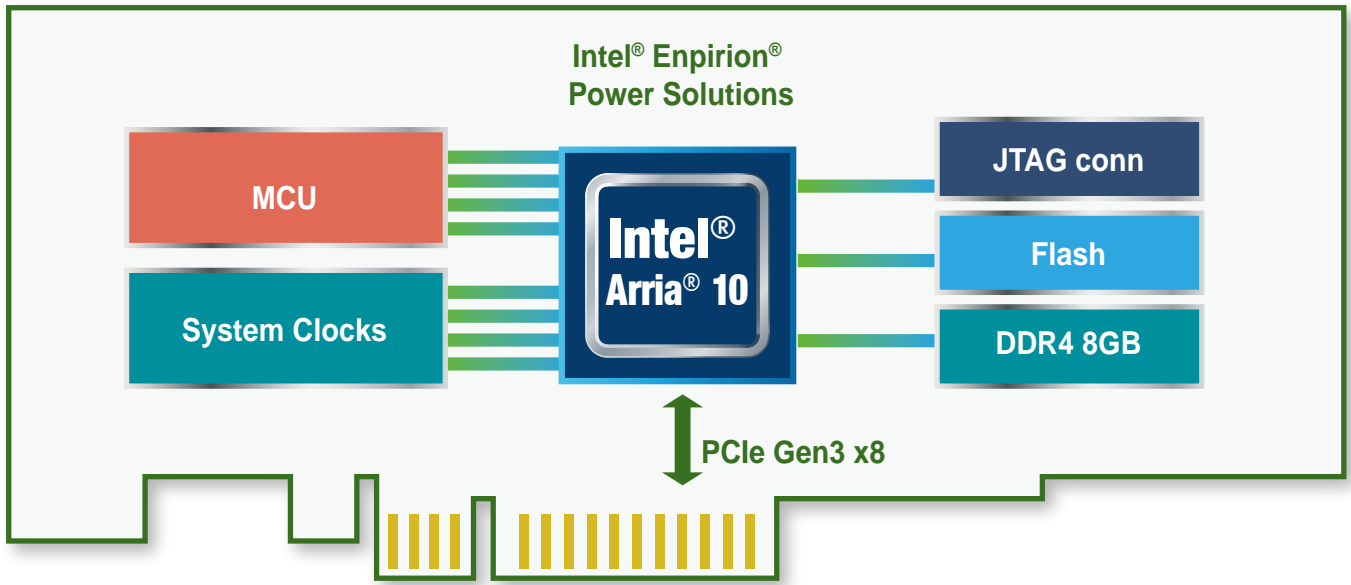 Intel® Enpirion®
Power Solutions
MCU
System Clocks
Intel®
Arria® 10
JTAG conn
Flash
DDR4 8GB
PCIe Gen3 x8